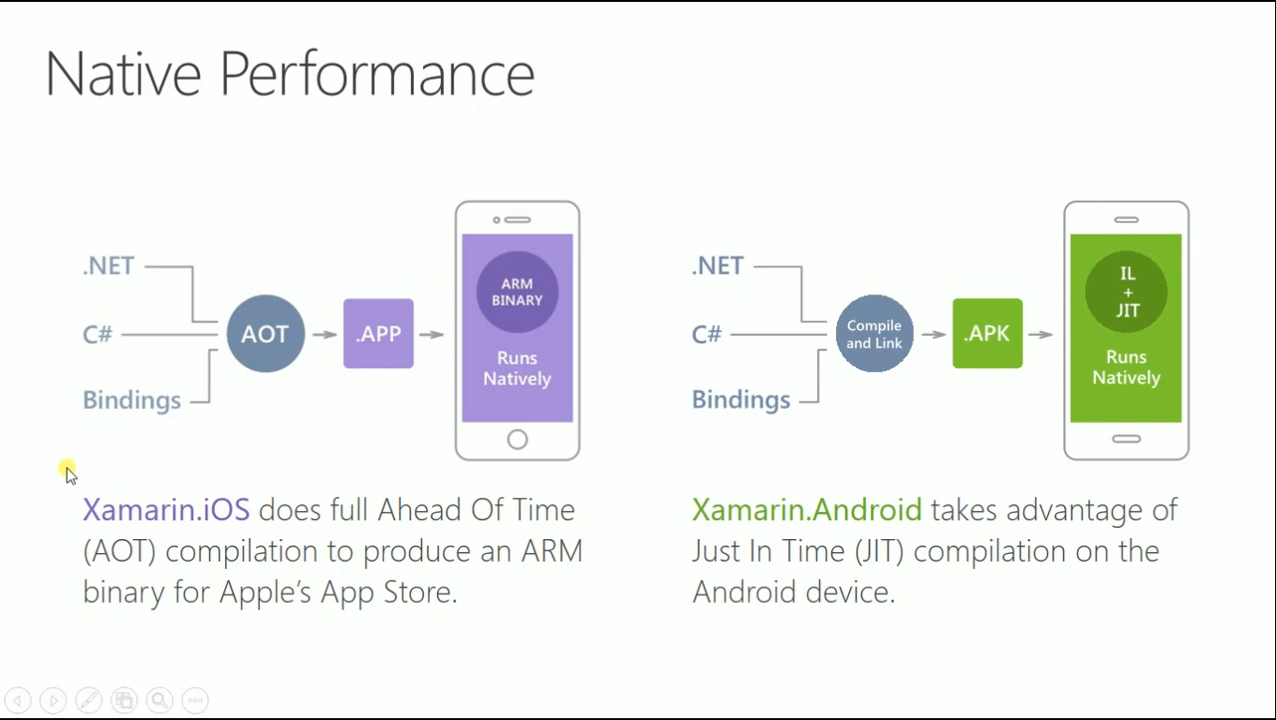 Native Performance
.NET
C#
Bindings
AOT
.APP
ARM
BINARY
Runs
Natively
Xamarin.iOS does full Ahead Of Time
(AOT) compilation to produce an ARM
binary for Apple’s App Store.
.NET
C#
Bindings
Compile
and Link
.APK
IL
+
JIT
Runs
Natively
Xamarin.Android takes advantage of
Just In Time (JIT) compilation on the
Android device.